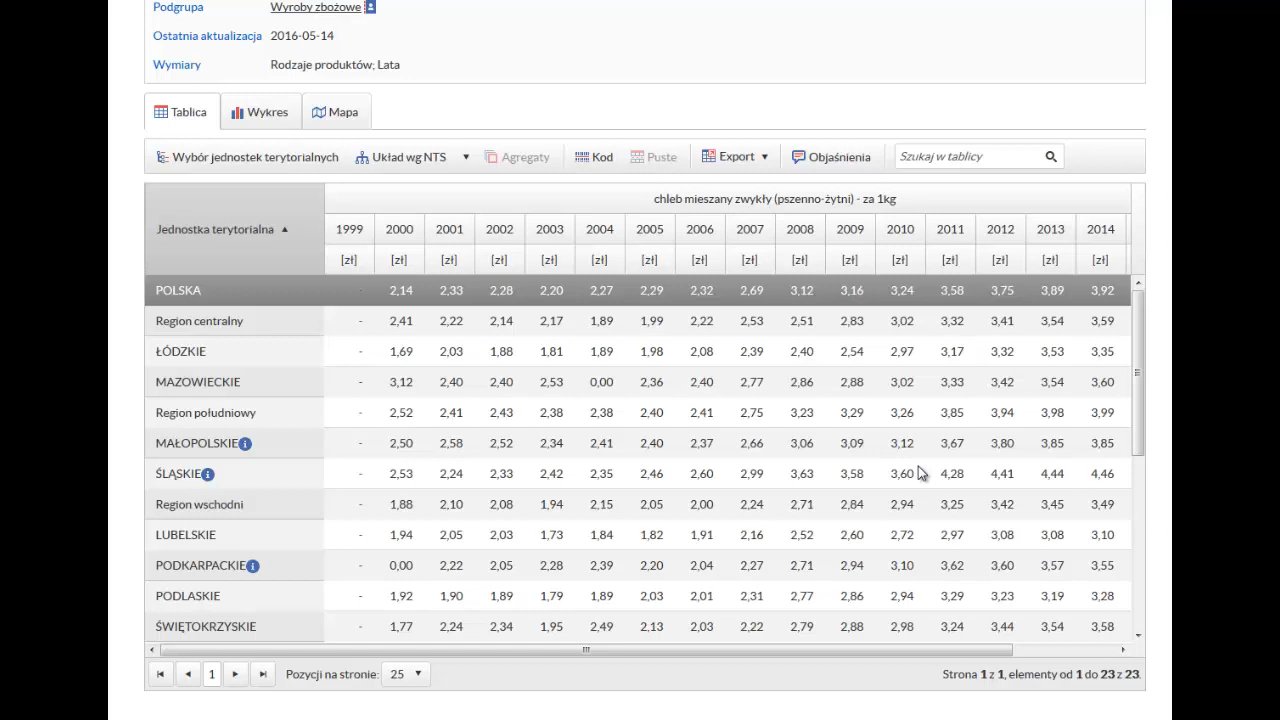 Podgrupa Wyroby zbożowe
Ostatnia aktualizacja 2016-05-14
Wymiary Rodzaje produktów; Lata
Tablica Wykres Mapa
Wybór jednostek terytorialnych Układ wg NTS Agregaty Kod Puste Export Objaśnienia Szukaj w tablicy
chleb mieszany zwykły (pszenno-żytni) - za 1kg
Jednostka terytorialna 1999 2000 2001 2002 2003 2004 2005 2006 2007 2008 2009 2010 2011 2012 2013 2014
[zł] [zł] [zł] [zł] [zł] [zł] [zł] [zł] [zł] [zł] [zł] [zł] [zł] [zł] [zł] [zł]
POLSKA - 2,14 2,33 2,28 2,20 2,27 2,29 2,32 2,69 3,12 3,16 3,24 3,58 3,75 3,89 3,92
Region centralny - 2,41 2,22 2,14 2,17 1,89 1,99 2,22 2,53 2,51 2,83 3,02 3,32 3,41 3,54 3,59
ŁÓDZKIE - 1,69 2,03 1,88 1,81 1,89 1,98 2,08 2,39 2,40 2,54 2,97 3,17 3,32 3,53 3,35
MAZOWIECKIE - 3,12 2,40 2,40 2,53 0,00 2,36 2,40 2,77 2,86 2,88 3,02 3,33 3,42 3,54 3,60
Region południowy - 2,52 2,41 2,43 2,38 2,38 2,40 2,41 2,75 3,23 3,29 3,26 3,85 3,94 3,98 3,99
MAŁOPOLSKIE - 2,50 2,58 2,52 2,34 2,41 2,40 2,37 2,66 3,06 3,09 3,12 3,67 3,80 3,85 3,85
ŚLĄSKIE - 2,53 2,24 2,33 2,42 2,35 2,46 2,60 2,99 3,63 3,58 3,60 4,28 4,41 4,44 4,46
Region wschodni - 1,88 2,10 2,08 1,94 2,15 2,05 2,00 2,24 2,71 2,84 2,94 3,25 3,42 3,45 3,49
LUBELSKIE - 1,94 2,05 2,03 1,73 1,84 1,82 1,91 2,16 2,52 2,60 2,72 2,97 3,08 3,08 3,10
PODKARPACKIE - 0,00 2,22 2,05 2,28 2,39 2,20 2,04 2,27 2,71 2,94 3,10 3,62 3,60 3,57 3,55
PODLASKIE - 1,92 1,90 1,89 1,79 1,89 2,03 2,01 2,31 2,77 2,86 2,94 3,29 3,23 3,19 3,28
ŚWIĘTOKRZYSKIE - 1,77 2,24 2,34 1,95 2,49 2,13 2,03 2,22 2,79 2,88 2,98 3,24 3,44 3,54 3,58
1 Pozycji na stronie: 25 Strona 1 z 1, elementy od 1 do 23 z 23.